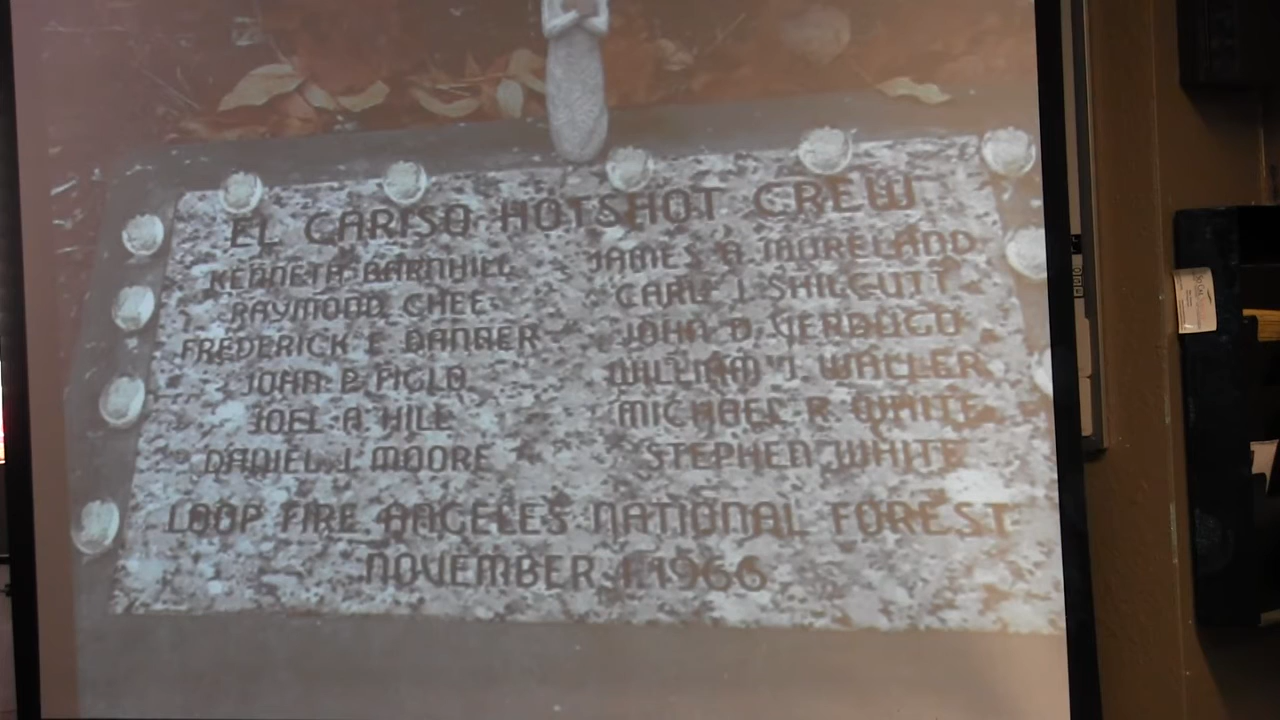 EL CARISO HOTSHOT CREW
KENNETH BARNHILL
RAYMOND CHEE
FREDERICK E DANNER
JOHN P. FIGLO
JOEL A HILL
DANIEL J. MOORE
JAMES A. MORELAND
CARL J. SHILCUTT
JOHN D. VERDUGO
WILLIAM J. WALLER
MICHAEL R. WHITE
STEPHEN WHITE
LOOP FIRE ANGELES NATIONAL FOREST
NOVEMBER 1, 1966